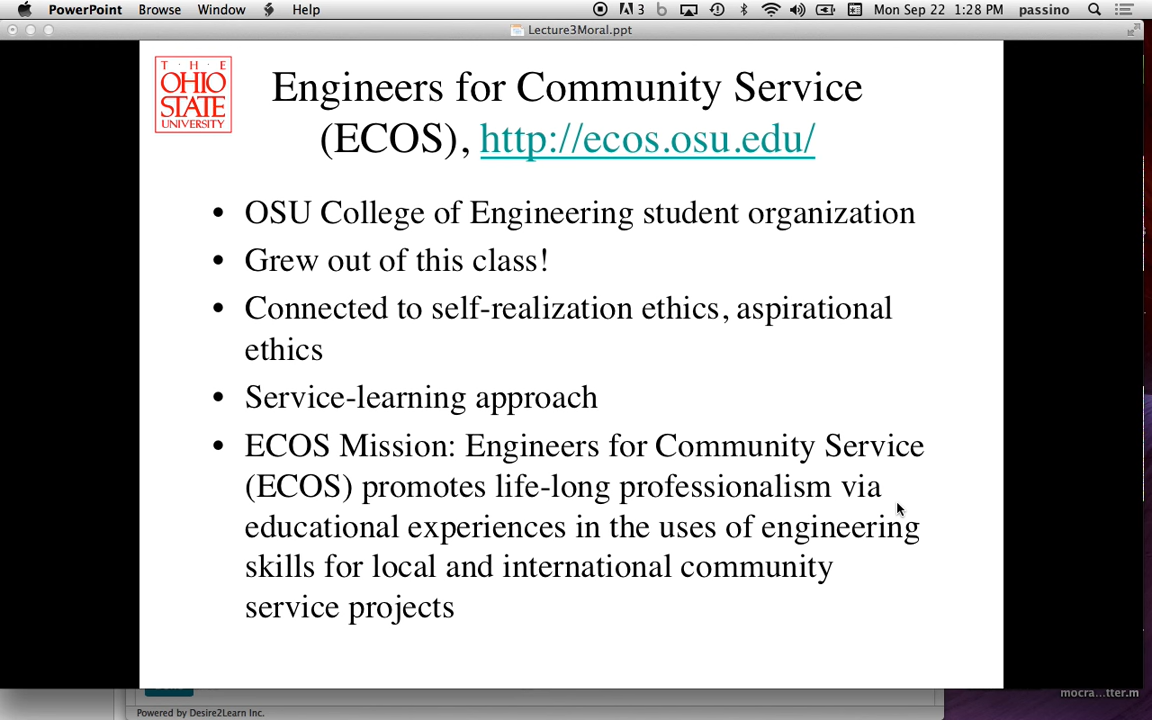 PowerPoint Browse Window Help 3 Mon Sep 22 1:28 PM passino
Lecture3Moral.ppt
T · H · E
OHIO
STATE
UNIVERSITY
Engineers for Community Service
(ECOS), http://ecos.osu.edu/
• OSU College of Engineering student organization
• Grew out of this class!
• Connected to self-realization ethics, aspirational
ethics
• Service-learning approach
• ECOS Mission: Engineers for Community Service
(ECOS) promotes life-long professionalism via
educational experiences in the uses of engineering
skills for local and international community
service projects
mocra...tter.m
Powered by Desire2Learn Inc.